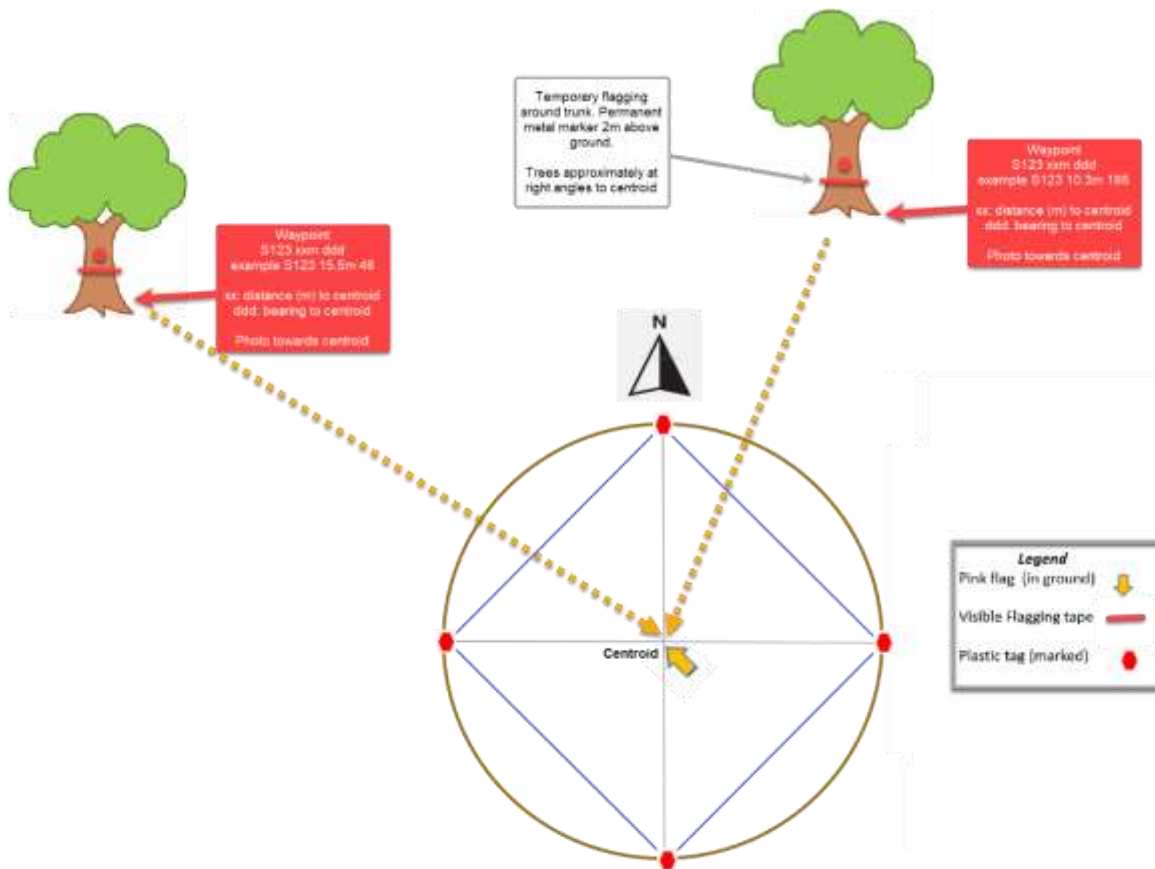 Temporary flagging
around trunk. Permanent
metal marker 2m above
ground.
Trees approximately at
right angles to centroid
Waypoint
S123 xxm ddd
example S123 10.3m 186
xx: distance (m) to centroid
ddd: bearing to centroid
Photo towards centroid
Waypoint
S123 xxm ddd
example S123 15.5m 46
xx: distance (m) to centroid
ddd: bearing to centroid
Photo towards centroid
N
Centroid
Legend
Pink flag (in ground)
Visible Flagging tape
Plastic tag (marked)